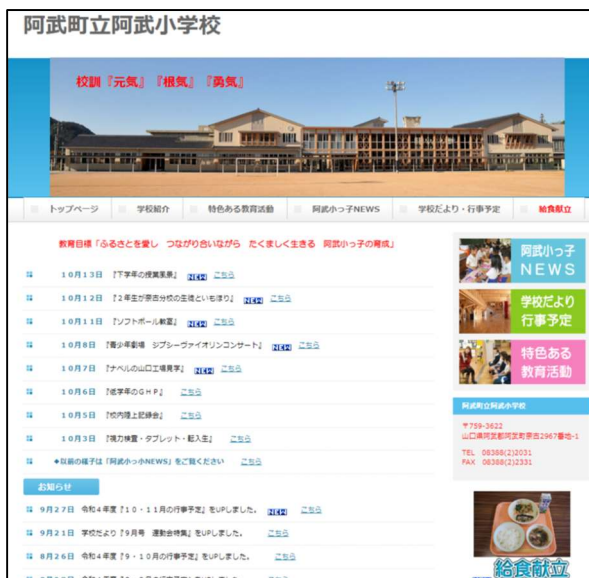 阿武町立阿武小学校
校訓『元気』『根気』『勇気』
トップページ 学校紹介 特色ある教育活動 阿武小っ子NEWS 学校だより・行事予定 給食献立
教育目標「ふるさとを愛し つながり合いながら たくましく生きる 阿武小っ子の育成」
10月13日 『下学年の授業風景』 NEW こちら
10月12日 『2年生が奈古分校の生徒といもほり』 NEW こちら
10月11日 『ソフトボール教室』 NEW こちら
10月8日 『青少年劇場 ジプシーヴァイオリンコンサート』 NEW こちら
10月7日 『ナベルの山口工場見学』 NEW こちら
10月6日 『低学年のGHP』 こちら
10月5日 『校内陸上記録会』 こちら
10月3日 『視力検査・タブレット・転入生』 こちら
◆以前の様子は「阿武小っ小NEWS」をご覧ください こちら
お知らせ
9月27日 令和4年度『10・11月の行事予定』をUPしました。 NEW こちら
9月21日 学校だより『9月号 運動会特集』をUPしました。 こちら
8月26日 令和4年度『9・10月の行事予定』をUPしました。 こちら
阿武小っ子
NEWS
学校だより
行事予定
特色ある
教育活動
阿武町立阿武小学校
〒759-3622
山口県阿武郡阿武町奈古2967番地-1
TEL 08388(2)2031
FAX 08388(2)2331
給食献立